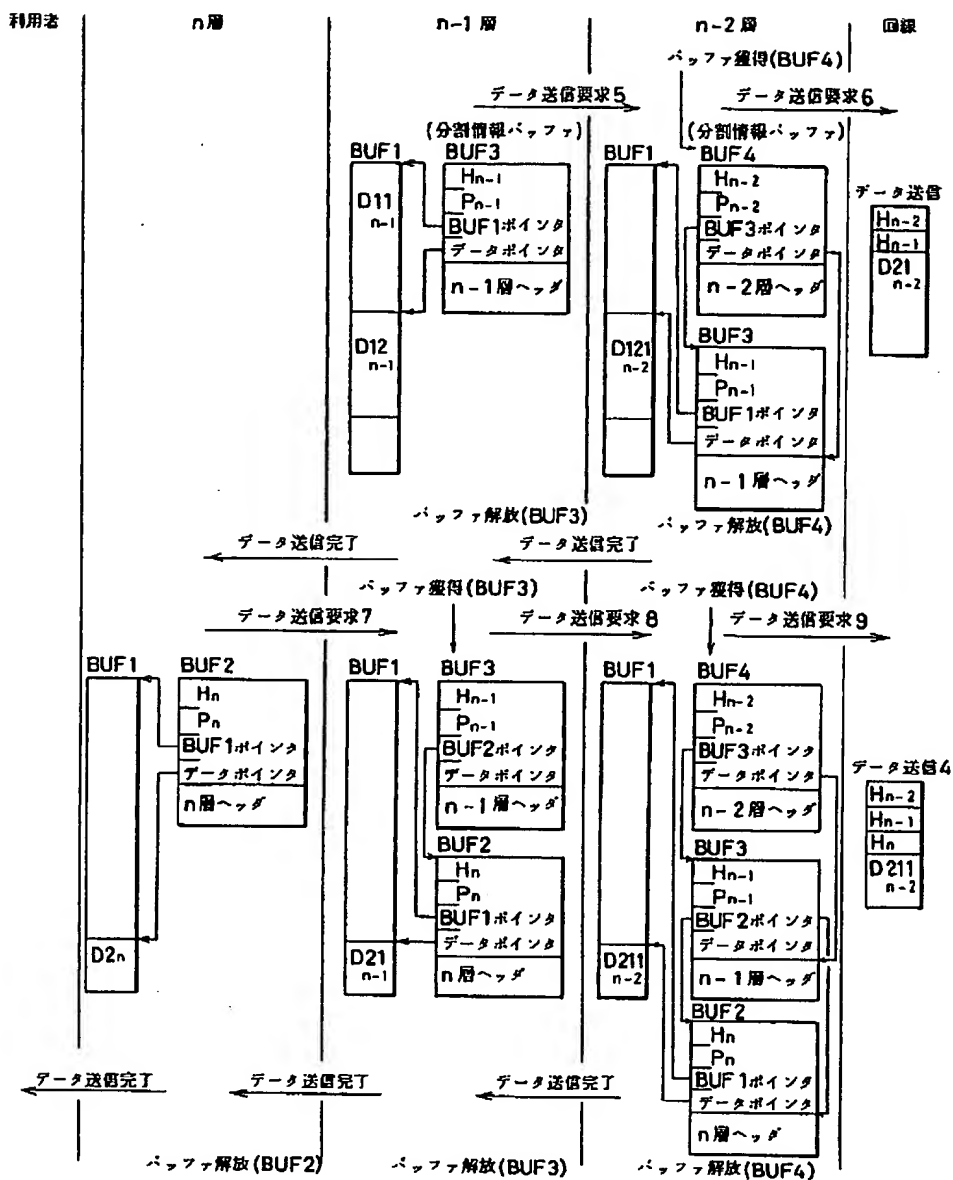 利用者
n層
n-1層
n-2層
回線
バッファ獲得(BUF4)
データ送信要求5
データ送信要求6
(分割情報バッファ)
(分割情報バッファ)
BUF1
BUF3
BUF1
BUF4
D11
n-1
Hn-1
Pn-1
BUF1ポインタ
データポインタ
n-1層ヘッダ
D12
n-1
Hn-2
Pn-2
BUF3ポインタ
データポインタ
n-2層ヘッダ
データ送信
Hn-2
Hn-1
D21
n-2
D121
n-2
BUF3
Hn-1
Pn-1
BUF1ポインタ
データポインタ
n-1層ヘッダ
バッファ解放(BUF3)
バッファ解放(BUF4)
データ送信完了
データ送信完了
バッファ獲得(BUF3)
バッファ獲得(BUF4)
データ送信要求7
データ送信要求8
データ送信要求9
BUF1
BUF2
BUF1
BUF3
BUF1
BUF4
Hn
Pn
BUF1ポインタ
データポインタ
n層ヘッダ
D2n
Hn-1
Pn-1
BUF2ポインタ
データポインタ
n-1層ヘッダ
BUF2
Hn
Pn
BUF1ポインタ
データポインタ
n層ヘッダ
D21
n-1
Hn-2
Pn-2
BUF3ポインタ
データポインタ
n-2層ヘッダ
データ送信4
Hn-2
Hn-1
Hn
D211
n-2
BUF3
Hn-1
Pn-1
BUF2ポインタ
データポインタ
n-1層ヘッダ
D211
n-2
BUF2
Hn
Pn
BUF1ポインタ
データポインタ
n層ヘッダ
データ送信完了
データ送信完了
データ送信完了
バッファ解放(BUF2)
バッファ解放(BUF3)
バッファ解放(BUF4)